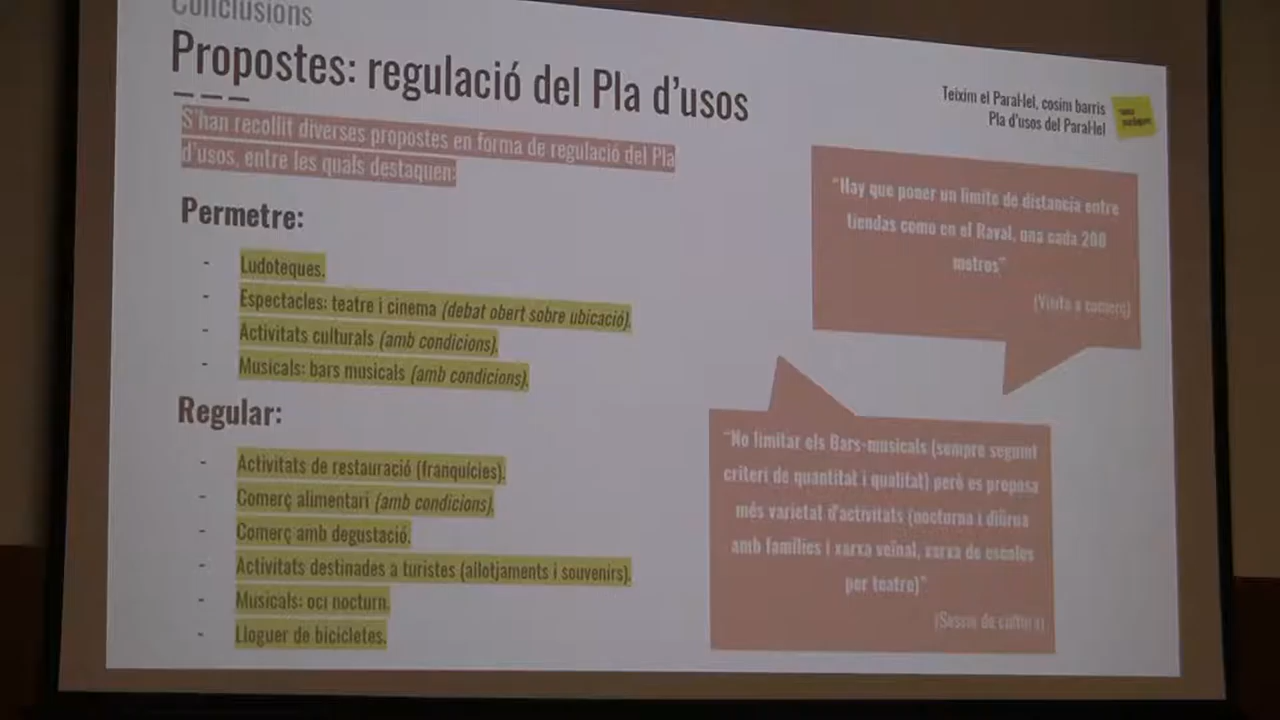 Conclusions
Propostes: regulació del Pla d'usos
Teixim el Paral·lel, cosim barris
Pla d'usos del Paral·lel
S'han recollit diverses propostes en forma de regulació del Pla
d'usos, entre les quals destaquen:
Permetre:
- Ludoteques.
- Espectacles: teatre i cinema (debat obert sobre ubicació).
- Activitats culturals (amb condicions).
- Musicals: bars musicals (amb condicions).
Regular:
- Activitats de restauració (franquícies).
- Comerç alimentari (amb condicions).
- Comerç amb degustació.
- Activitats destinades a turistes (allotjaments i souvenirs).
- Musicals: oci nocturn.
- Lloguer de bicicletes.
"Hay que poner un límite de distancia entre
tiendas como en el Raval, una cada 200
metros"
(Visita a comerç)
"No limitar els Bars-musicals (sempre seguint
criteri de quantitat i qualitat) però es proposa
més varietat d'activitats (nocturna i diürna
amb famílies i xarxa veïnal, xarxa de escoles
per teatre)"
(Sessió de cultura)